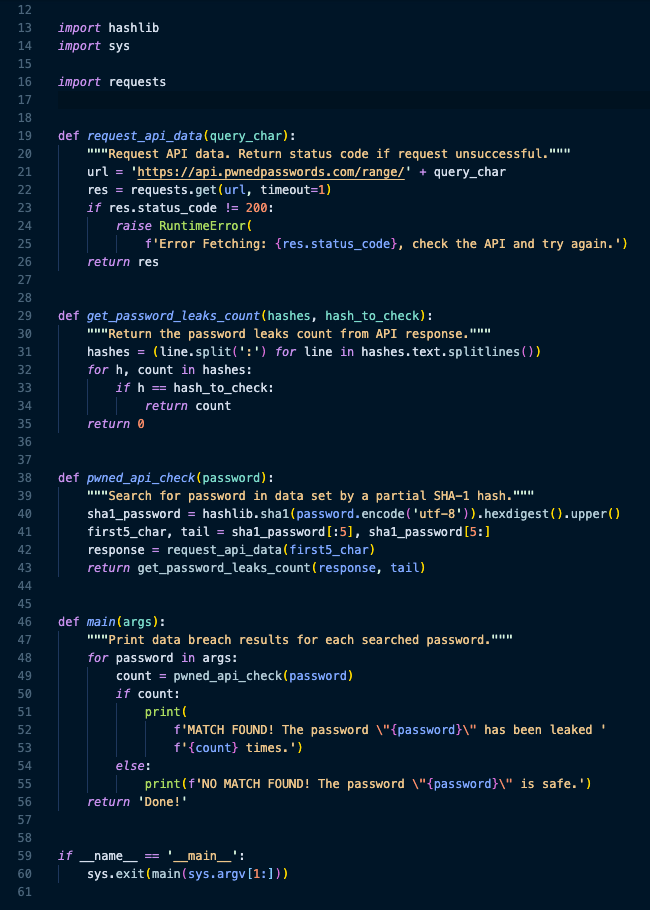 12
13 import hashlib
14 import sys
15
16 import requests
17
18
19 def request_api_data(query_char):
20     """Request API data. Return status code if request unsuccessful."""
21     url = 'https://api.pwnedpasswords.com/range/' + query_char
22     res = requests.get(url, timeout=1)
23     if res.status_code != 200:
24         raise RuntimeError(
25             f'Error Fetching: {res.status_code}, check the API and try again.')
26     return res
27
28
29 def get_password_leaks_count(hashes, hash_to_check):
30     """Return the password leaks count from API response."""
31     hashes = (line.split(':') for line in hashes.text.splitlines())
32     for h, count in hashes:
33         if h == hash_to_check:
34             return count
35     return 0
36
37
38 def pwned_api_check(password):
39     """Search for password in data set by a partial SHA-1 hash."""
40     sha1_password = hashlib.sha1(password.encode('utf-8')).hexdigest().upper()
41     first5_char, tail = sha1_password[:5], sha1_password[5:]
42     response = request_api_data(first5_char)
43     return get_password_leaks_count(response, tail)
44
45
46 def main(args):
47     """Print data breach results for each searched password."""
48     for password in args:
49         count = pwned_api_check(password)
50         if count:
51             print(
52                 f'MATCH FOUND! The password \"{password}\" has been leaked '
53                 f'{count} times.')
54         else:
55             print(f'NO MATCH FOUND! The password \"{password}\" is safe.')
56     return 'Done!'
57
58
59 if __name__ == '__main__':
60     sys.exit(main(sys.argv[1:]))
61